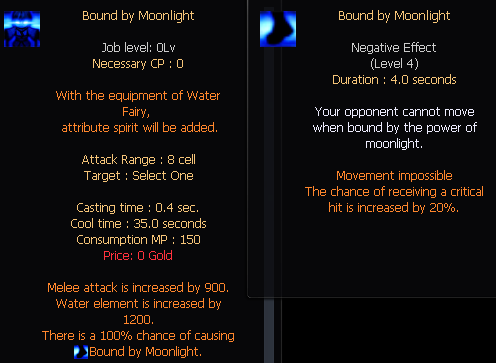 Bound by Moonlight
Job level: 0Lv
Necessary CP : 0
With the equipment of Water
Fairy,
attribute spirit will be added.
Attack Range : 8 cell
Target : Select One
Casting time : 0.4 sec.
Cool time : 35.0 seconds
Consumption MP : 150
Price: 0 Gold
Melee attack is increased by 900.
Water element is increased by
1200.
There is a 100% chance of causing
Bound by Moonlight.
Bound by Moonlight
Negative Effect
(Level 4)
Duration : 4.0 seconds
Your opponent cannot move
when bound by the power of
moonlight.
Movement impossible
The chance of receiving a critical
hit is increased by 20%.